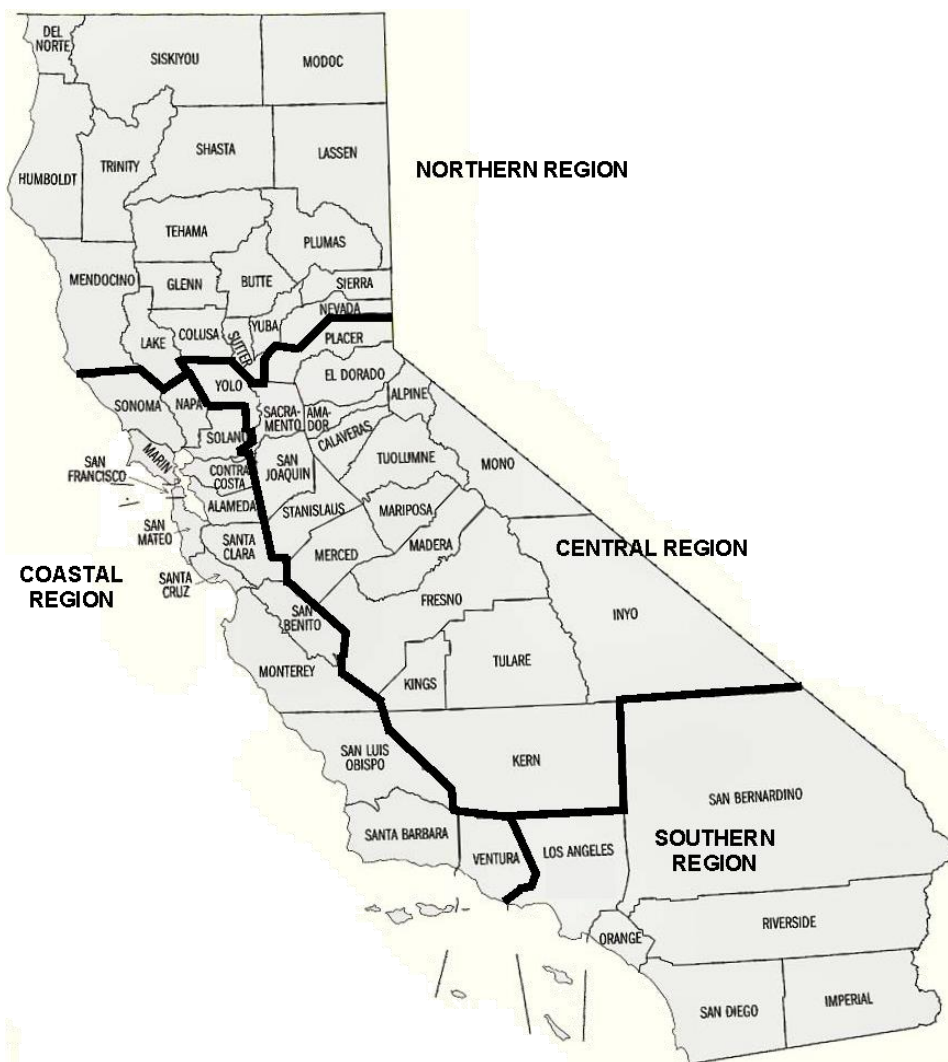 DEL
NORTE
SISKIYOU
MODOC
HUMBOLDT
TRINITY
SHASTA
LASSEN
NORTHERN REGION
TEHAMA
PLUMAS
MENDOCINO
GLENN
BUTTE
SIERRA
NEVADA
YUBA
SUTTER
COLUSA
LAKE
PLACER
YOLO
EL DORADO
SONOMA
NAPA
ALPINE
SACRA-
MENTO
AMA-
DOR
SOLANO
CALAVERAS
MARIN
SAN
FRANCISCO
CONTRA
COSTA
SAN
JOAQUIN
TUOLUMNE
MONO
ALAMEDA
STANISLAUS
MARIPOSA
SAN
MATEO
SANTA
CLARA
MERCED
MADERA
CENTRAL REGION
COASTAL
REGION
SANTA
CRUZ
SAN
BENITO
FRESNO
INYO
MONTEREY
KINGS
TULARE
SAN LUIS
OBISPO
KERN
SAN BERNARDINO
SANTA BARBARA
VENTURA
LOS ANGELES
SOUTHERN
REGION
ORANGE
RIVERSIDE
SAN DIEGO
IMPERIAL